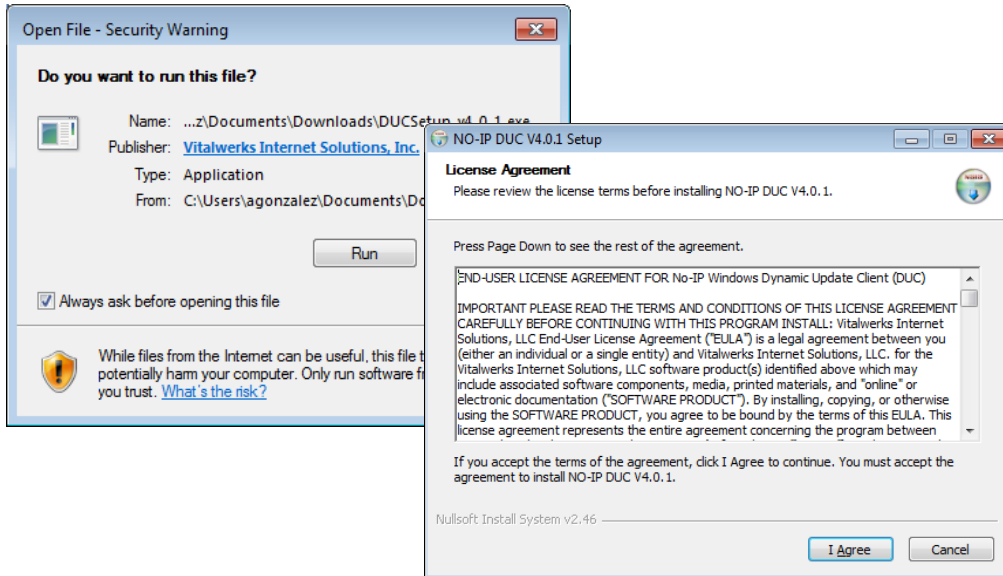 Open File - Security Warning
Do you want to run this file?
Name: ...z\Documents\Downloads\DUCSetup_v4_0_1.exe
Publisher: Vitalwerks Internet Solutions, Inc.
Type: Application
From: C:\Users\agonzalez\Documents\Do
Run
Always ask before opening this file
While files from the Internet can be useful, this file t
potentially harm your computer. Only run software fr
you trust. What's the risk?
NO-IP DUC V4.0.1 Setup
License Agreement
Please review the license terms before installing NO-IP DUC V4.0.1.
Press Page Down to see the rest of the agreement.
END-USER LICENSE AGREEMENT FOR No-IP Windows Dynamic Update Client (DUC)
IMPORTANT PLEASE READ THE TERMS AND CONDITIONS OF THIS LICENSE AGREEMENT
CAREFULLY BEFORE CONTINUING WITH THIS PROGRAM INSTALL: Vitalwerks Internet
Solutions, LLC End-User License Agreement ("EULA") is a legal agreement between you
(either an individual or a single entity) and Vitalwerks Internet Solutions, LLC. for the
Vitalwerks Internet Solutions, LLC software product(s) identified above which may
include associated software components, media, printed materials, and "online" or
electronic documentation ("SOFTWARE PRODUCT"). By installing, copying, or otherwise
using the SOFTWARE PRODUCT, you agree to be bound by the terms of this EULA. This
license agreement represents the entire agreement concerning the program between
If you accept the terms of the agreement, click I Agree to continue. You must accept the
agreement to install NO-IP DUC V4.0.1.
Nullsoft Install System v2.46
I Agree
Cancel